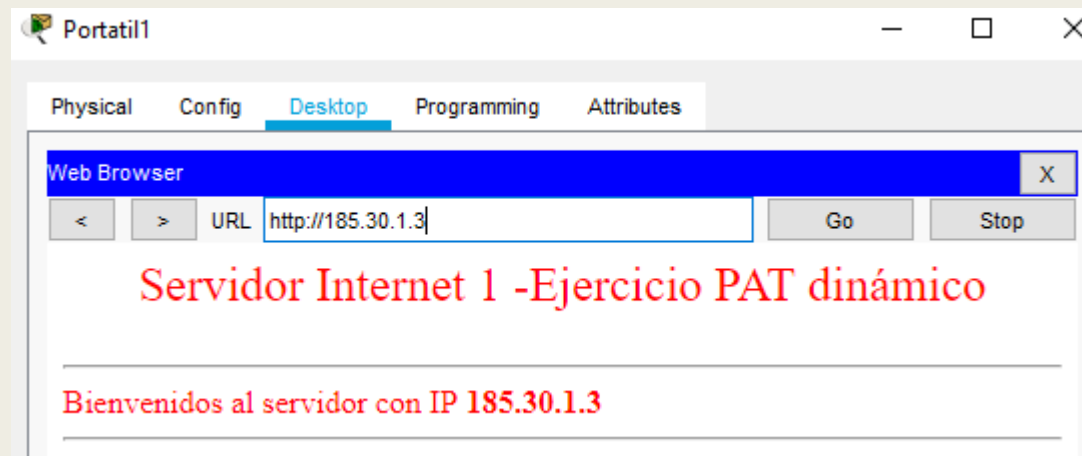 Portatil1
Physical Config Desktop Programming Attributes
Web Browser X
< > URL http://185.30.1.3 Go Stop
Servidor Internet 1 -Ejercicio PAT dinámico
Bienvenidos al servidor con IP 185.30.1.3